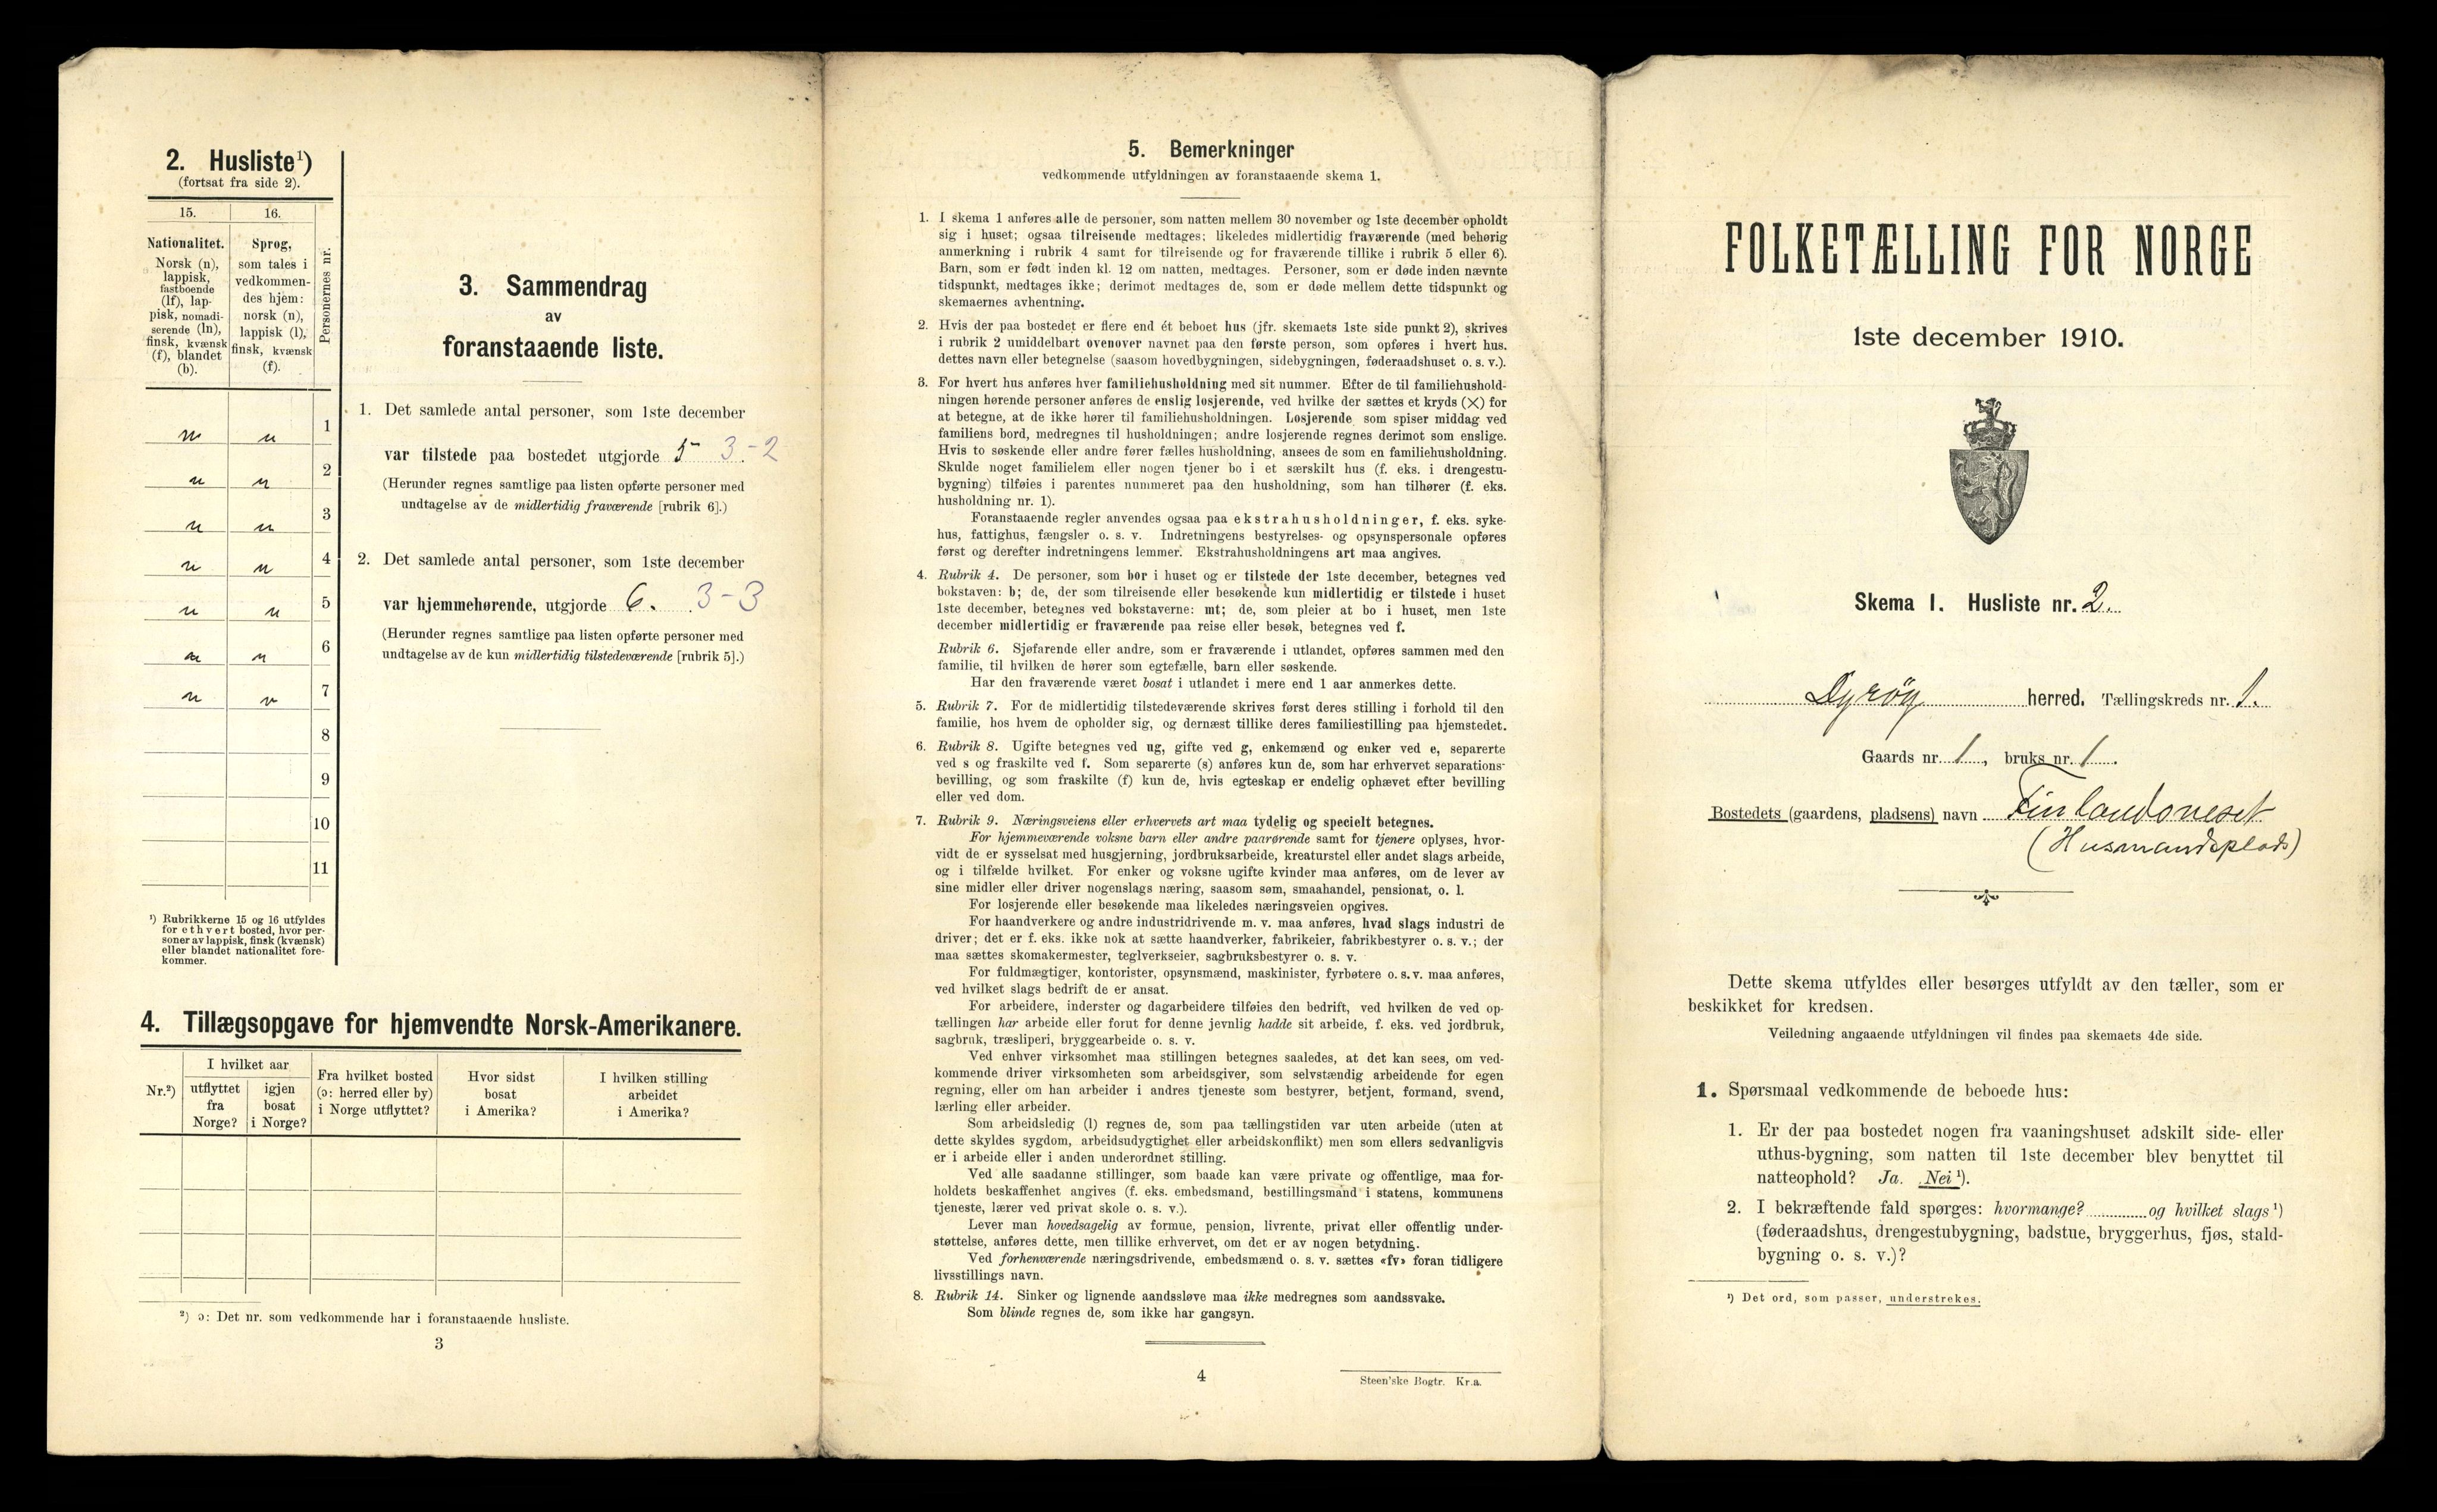 2. Husliste¹)
(fortsat fra side 2).
15. 16.
Nationalitet.
Norsk (n),
lappisk,
fastboende
(lf), lap-
pisk, nomadi-
serende (ln),
finsk, kvænsk
(f), blandet
(b).
Sprog,
som tales i
vedkommen-
des hjem:
norsk (n),
lappisk (l),
finsk, kvænsk
(f).
Personernes nr.
n n 1
n n 2
n n 3
n n 4
n n 5
n n 6
n n 7
8
9
10
11
¹) Rubrikkerne 15 og 16 utfyldes
for ethvert bosted, hvor per-
soner av lappisk, finsk (kvænsk)
eller blandet nationalitet fore-
kommer.
3. Sammendrag
av
foranstaaende liste.
1. Det samlede antal personer, som 1ste december
var tilstede paa bostedet utgjorde 5 3-2
(Herunder regnes samtlige paa listen opførte personer med
undtagelse av de midlertidig fraværende [rubrik 6].)
2. Det samlede antal personer, som 1ste december
var hjemmehørende, utgjorde 6. 3-3
(Herunder regnes samtlige paa listen opførte personer med
undtagelse av de kun midlertidig tilstedeværende [rubrik 5].)
4. Tillægsopgave for hjemvendte Norsk-Amerikanere.
Nr.²)
I hvilket aar
utflyttet
fra
Norge?
igjen
bosat
i Norge?
Fra hvilket bosted
(ɔ: herred eller by)
i Norge utflyttet?
Hvor sidst
bosat
i Amerika?
I hvilken stilling
arbeidet
i Amerika?
²) ɔ: Det nr. som vedkommende har i foranstaaende husliste.
3
5. Bemerkninger
vedkommende utfyldningen av foranstaaende skema 1.
1. I skema 1 anføres alle de personer, som natten mellem 30 november og 1ste december opholdt
sig i huset; ogsaa tilreisende medtages; likeledes midlertidig fraværende (med behørig
anmerkning i rubrik 4 samt for tilreisende og for fraværende tillike i rubrik 5 eller 6).
Barn, som er født inden kl. 12 om natten, medtages. Personer, som er døde inden nævnte
tidspunkt, medtages ikke; derimot medtages de, som er døde mellem dette tidspunkt og
skemaernes avhentning.
2. Hvis der paa bostedet er flere end ét beboet hus (jfr. skemaets 1ste side punkt 2), skrives
i rubrik 2 umiddelbart ovenover navnet paa den første person, som opføres i hvert hus.
dettes navn eller betegnelse (saasom hovedbygningen, sidebygningen, føderaadshuset o. s. v.).
3. For hvert hus anføres hver familiehusholdning med sit nummer. Efter de til familiehushold-
ningen hørende personer anføres de enslig losjerende, ved hvilke der sættes et kryds (×) for
at betegne, at de ikke hører til familiehusholdningen. Losjerende som spiser middag ved
familiens bord, medregnes til husholdningen; andre losjerende regnes derimot som enslige.
Hvis to søskende eller andre fører fælles husholdning, ansees de som en familiehusholdning.
Skulde noget familielem eller nogen tjener bo i et særskilt hus (f. eks. i drengestu-
bygning) tilføies i parentes nummeret paa den husholdning, som han tilhører (f. eks.
husholdning nr. 1).
Foranstaaende regler anvendes ogsaa paa ekstrahusholdninger, f. eks. syke-
hus, fattighus, fængsler o. s. v. Indretningens bestyrelses- og opsynspersonale opføres
først og derefter indretningens lemmer. Ekstrahusholdningens art maa angives.
4. Rubrik 4. De personer, som bor i huset og er tilstede der 1ste december, betegnes ved
bokstaven: b; de, der som tilreisende eller besøkende kun midlertidig er tilstede i huset
1ste december, betegnes ved bokstaverne: mt; de, som pleier at bo i huset, men 1ste
december midlertidig er fraværende paa reise eller besøk, betegnes ved f.
Rubrik 6. Sjøfarende eller andre, som er fraværende i utlandet, opføres sammen med den
familie, til hvilken de hører som egtefælle, barn eller søskende.
Har den fraværende været bosat i utlandet i mere end 1 aar anmerkes dette.
5. Rubrik 7. For de midlertidig tilstedeværende skrives først deres stilling i forhold til den
familie, hos hvem de opholder sig, og dernæst tillike deres familiestilling paa hjemstedet.
6. Rubrik 8. Ugifte betegnes ved ug, gifte ved g, enkemænd og enker ved e, separerte
ved s og fraskilte ved f. Som separerte (s) anføres kun de, som har erhvervet separations-
bevilling, og som fraskilte (f) kun de, hvis egteskap er endelig ophævet efter bevilling
eller ved dom.
7. Rubrik 9. Næringsveiens eller erhvervets art maa tydelig og specielt betegnes.
For hjemmeværende voksne barn eller andre paarørende samt for tjenere oplyses, hvor-
vidt de er sysselsat med husgjerning, jordbruksarbeide, kreaturstel eller andet slags arbeide,
og i tilfælde hvilket. For enker og voksne ugifte kvinder maa anføres, om de lever av
sine midler eller driver nogenslags næring, saasom søm, smaahandel, pensionat, o. l.
For losjerende eller besøkende maa likeledes næringsveien opgives.
For haandverkere og andre industridrivende m. v. maa anføres, hvad slags industri de
driver; det er f. eks. ikke nok at sætte haandverker, fabrikeier, fabrikbestyrer o. s. v.; der
maa sættes skomakermester, teglverkseier, sagbruksbestyrer o. s. v.
For fuldmægtiger, kontorister, opsynsmænd, maskinister, fyrbøtere o. s. v. maa anføres,
ved hvilket slags bedrift de er ansat.
For arbeidere, inderster og dagarbeidere tilføies den bedrift, ved hvilken de ved op-
tællingen har arbeide eller forut for denne jevnlig hadde sit arbeide, f. eks. ved jordbruk,
sagbruk, træsliperi, bryggearbeide o. s. v.
Ved enhver virksomhet maa stillingen betegnes saaledes, at det kan sees, om ved-
kommende driver virksomheten som arbeidsgiver, som selvstændig arbeidende for egen
regning, eller om han arbeider i andres tjeneste som bestyrer, betjent, formand, svend,
lærling eller arbeider.
Som arbeidsledig (l) regnes de, som paa tællingstiden var uten arbeide (uten at
dette skyldes sygdom, arbeidsudygtighet eller arbeidskonflikt) men som ellers sedvanligvis
er i arbeide eller i anden underordnet stilling.
Ved alle saadanne stillinger, som baade kan være private og offentlige, maa for-
holdets beskaffenhet angives (f. eks. embedsmand, bestillingsmand i statens, kommunens
tjeneste, lærer ved privat skole o. s. v.).
Lever man hovedsagelig av formue, pension, livrente, privat eller offentlig under-
støttelse, anføres dette, men tillike erhvervet, om det er av nogen betydning.
Ved forhenværende næringsdrivende, embedsmænd o. s. v. sættes «fv» foran tidligere
livsstillings navn.
8. Rubrik 14. Sinker og lignende aandssløve maa ikke medregnes som aandssvake.
Som blinde regnes de, som ikke har gangsyn.
4
Steen'ske Bogtr. Kr.a.
FOLKETÆLLING FOR NORGE
1ste december 1910.
Skema 1. Husliste nr. 2.
Dyrøy herred. Tællingskreds nr. 1.
Gaards nr. 1, bruks nr. 1.
Bostedets (gaardens, pladsens) navn Finlandsneset
(Husmandsplads)
Dette skema utfyldes eller besørges utfyldt av den tæller, som er
beskikket for kredsen.
Veiledning angaaende utfyldningen vil findes paa skemaets 4de side.
1. Spørsmaal vedkommende de beboede hus:
1. Er der paa bostedet nogen fra vaaningshuset adskilt side- eller
uthus-bygning, som natten til 1ste december blev benyttet til
natteophold? Ja. Nei ¹).
2. I bekræftende fald spørges: hvormange? og hvilket slags ¹)
(føderaadshus, drengestubygning, badstue, bryggerhus, fjøs, stald-
bygning o. s. v.)?
¹) Det ord, som passer, understrekes.